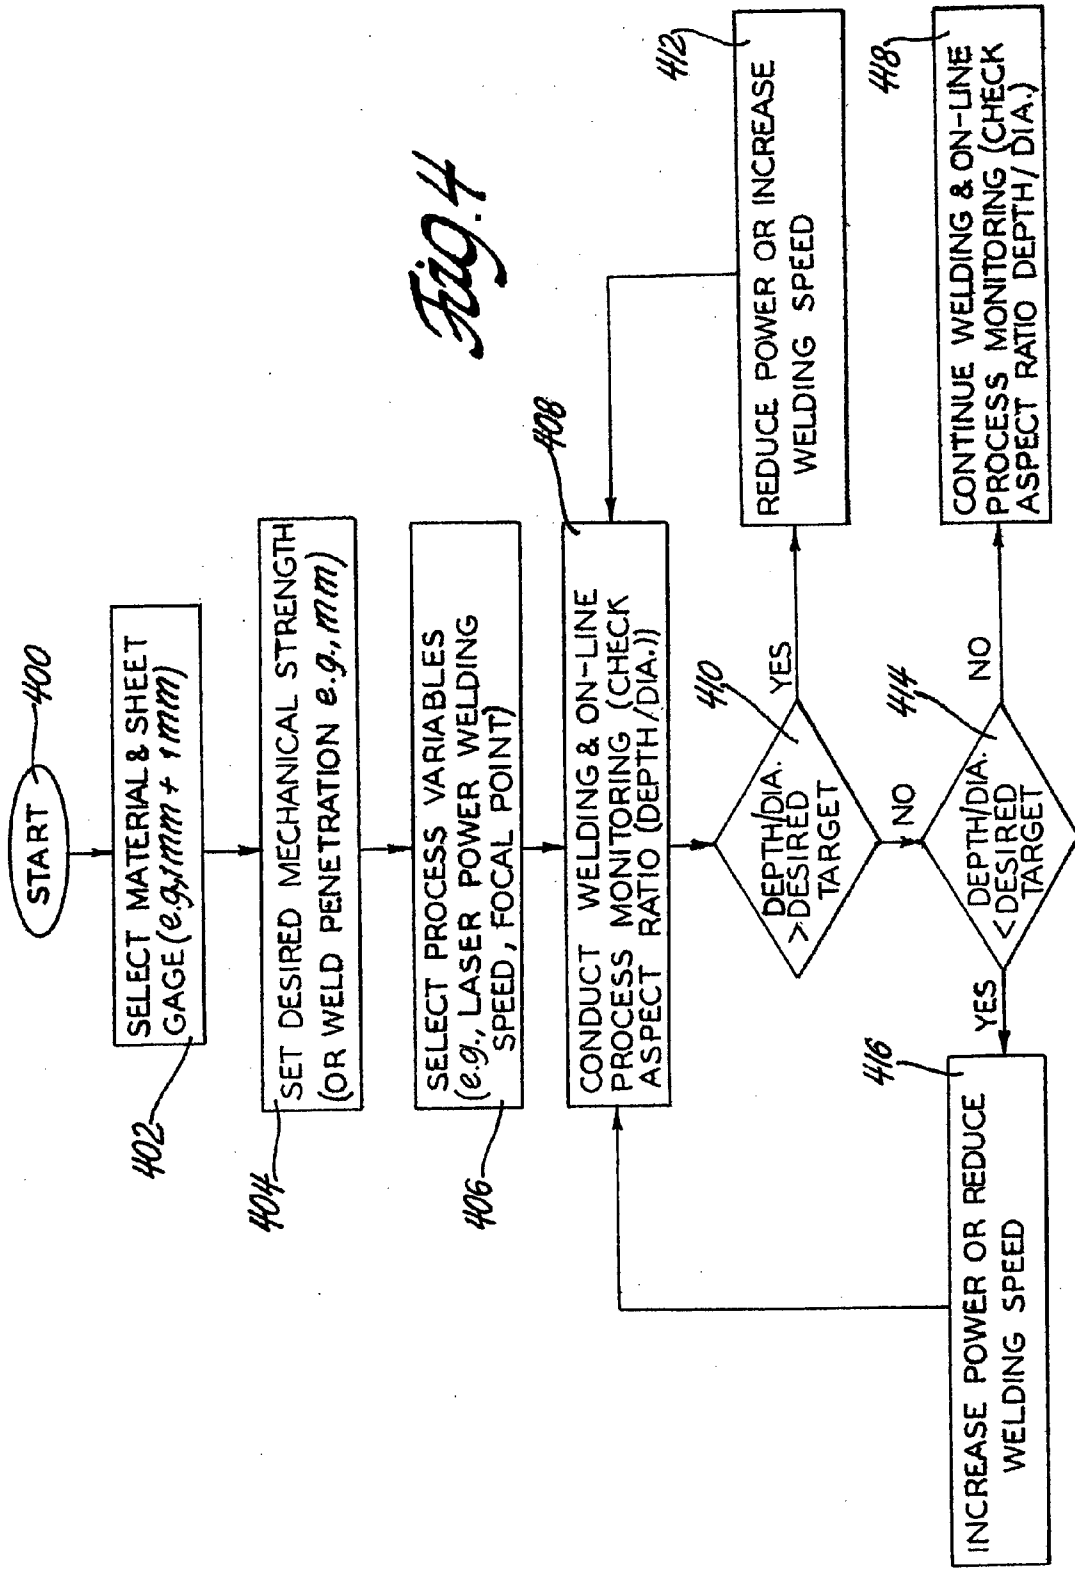 START
400
SELECT MATERIAL & SHEET
GAGE (e.g., 1mm + 1mm)
402
SET DESIRED MECHANICAL STRENGTH
(OR WELD PENETRATION e.g., mm)
404
SELECT PROCESS VARIABLES
(e.g., LASER POWER WELDING
SPEED, FOCAL POINT)
406
Fig. 4
CONDUCT WELDING & ON-LINE
PROCESS MONITORING (CHECK
ASPECT RATIO (DEPTH/DIA.))
408
DEPTH/DIA.
> DESIRED
TARGET
410
YES
NO
REDUCE POWER OR INCREASE
WELDING SPEED
412
DEPTH/DIA.
< DESIRED
TARGET
414
YES
NO
INCREASE POWER OR REDUCE
WELDING SPEED
416
CONTINUE WELDING & ON-LINE
PROCESS MONITORING (CHECK
ASPECT RATIO DEPTH/DIA.)
418